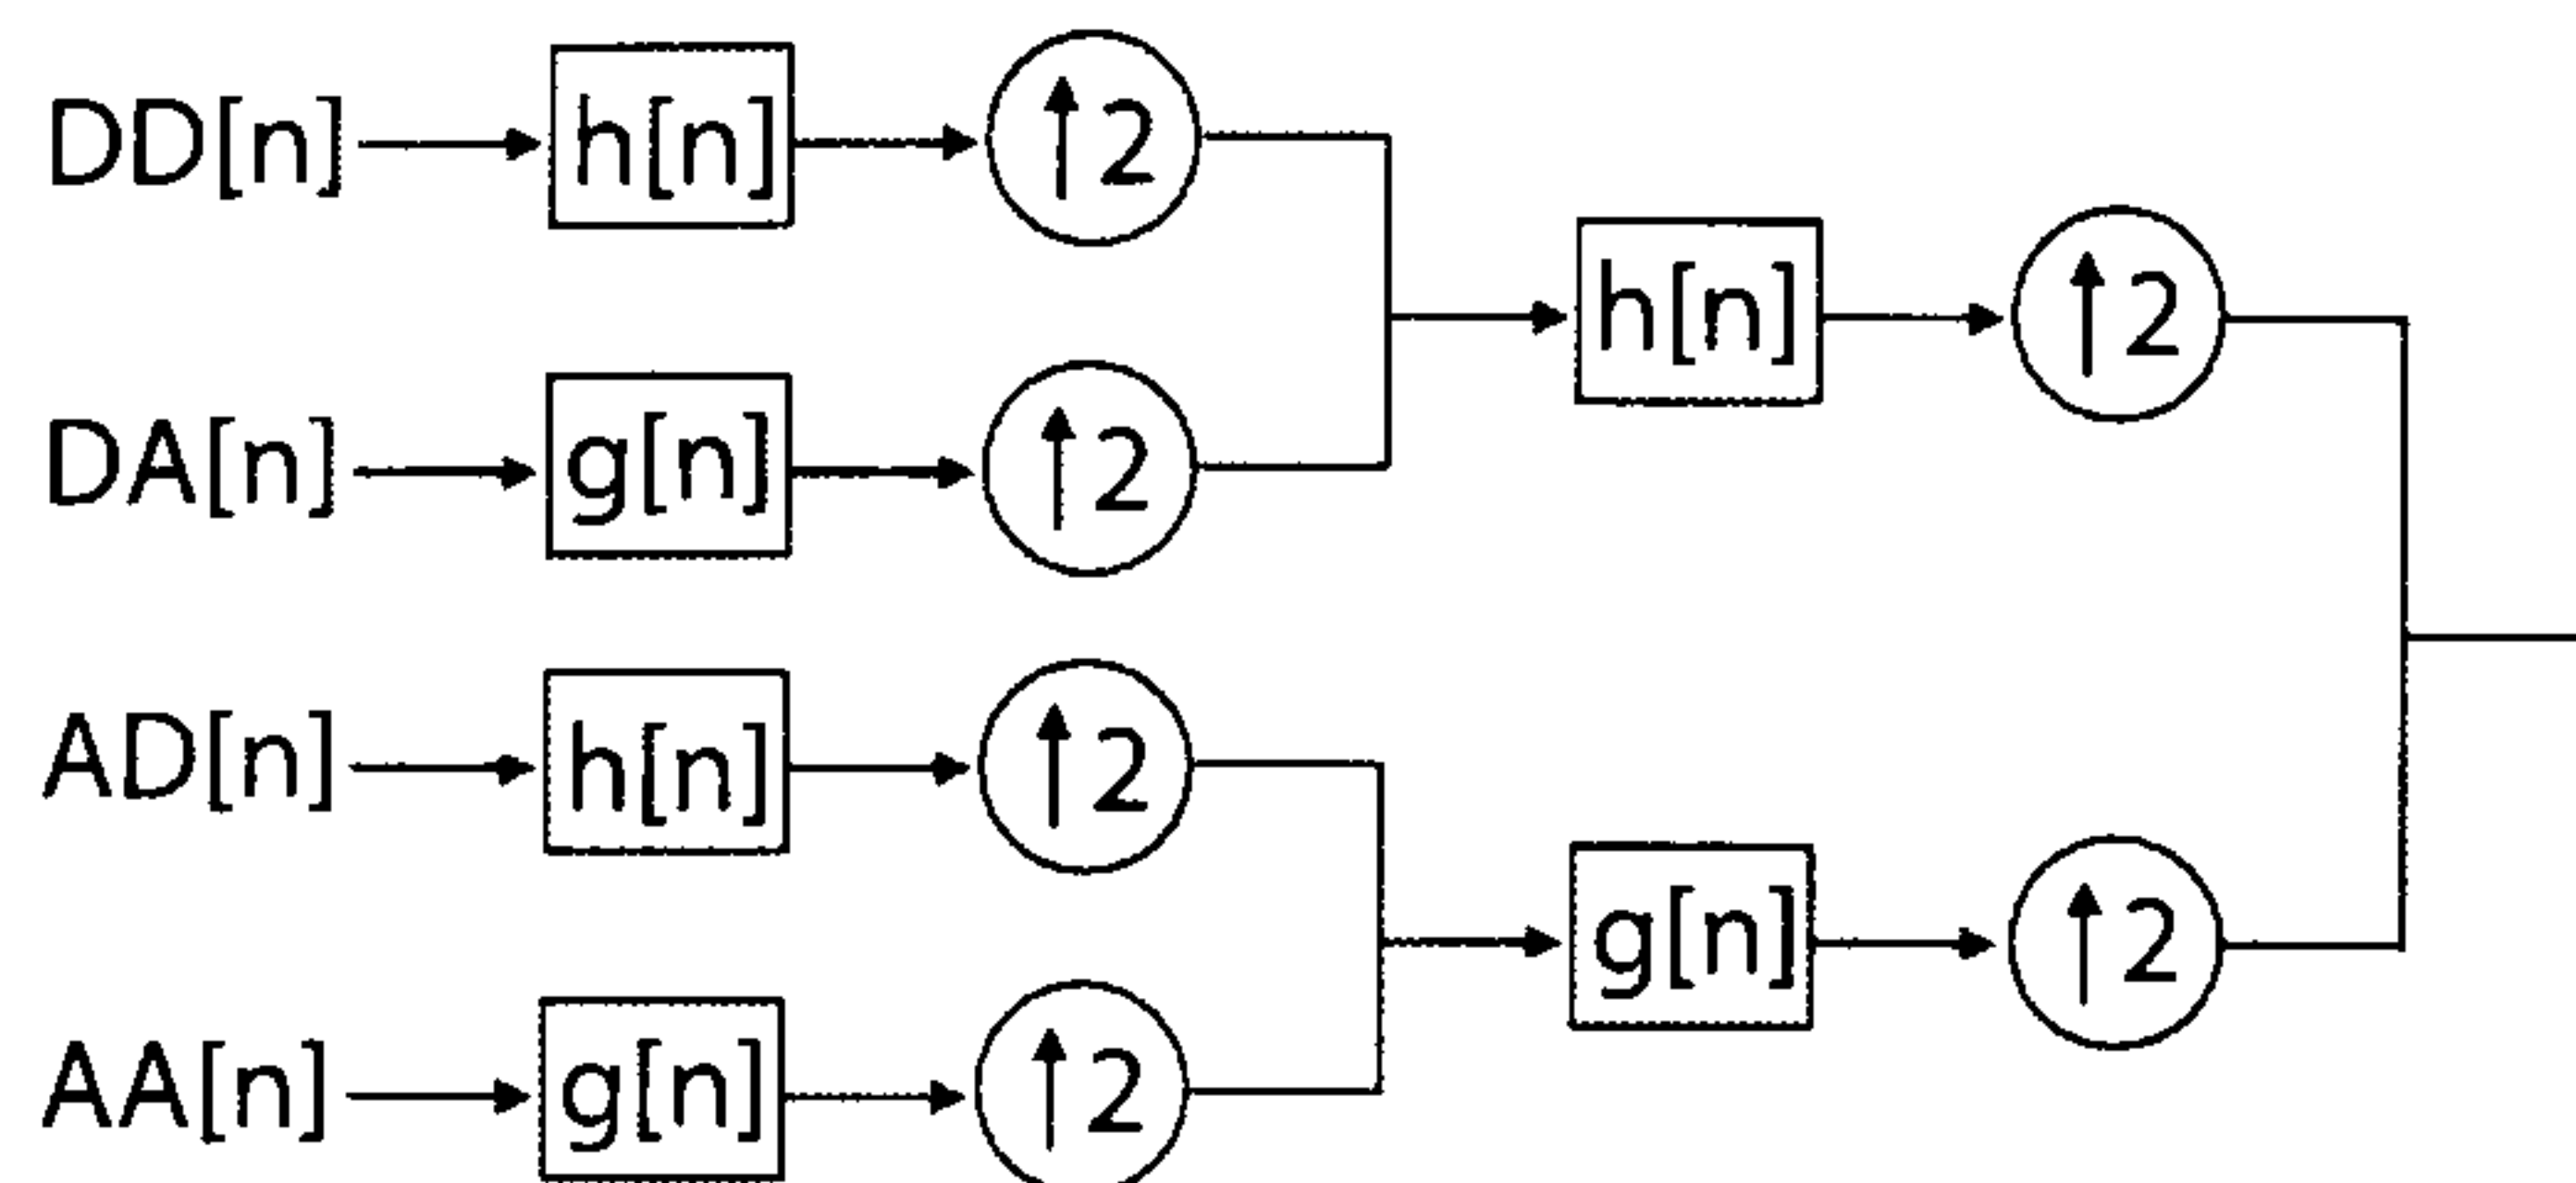 DD[n] h[n] ↑2
h[n] ↑2
DA[n] g[n] ↑2
AD[n] h[n] ↑2
g[n] ↑2
AA[n] g[n] ↑2